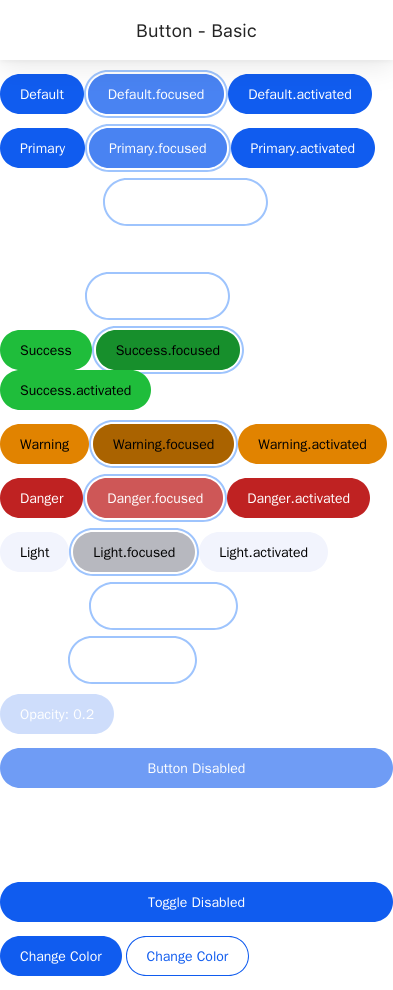 Button - Basic
Default Default.focused Default.activated
Primary Primary.focused Primary.activated
Success Success.focused
Success.activated
Warning Warning.focused Warning.activated
Danger Danger.focused Danger.activated
Light Light.focused Light.activated
Opacity: 0.2
Button Disabled
Toggle Disabled
Change Color Change Color